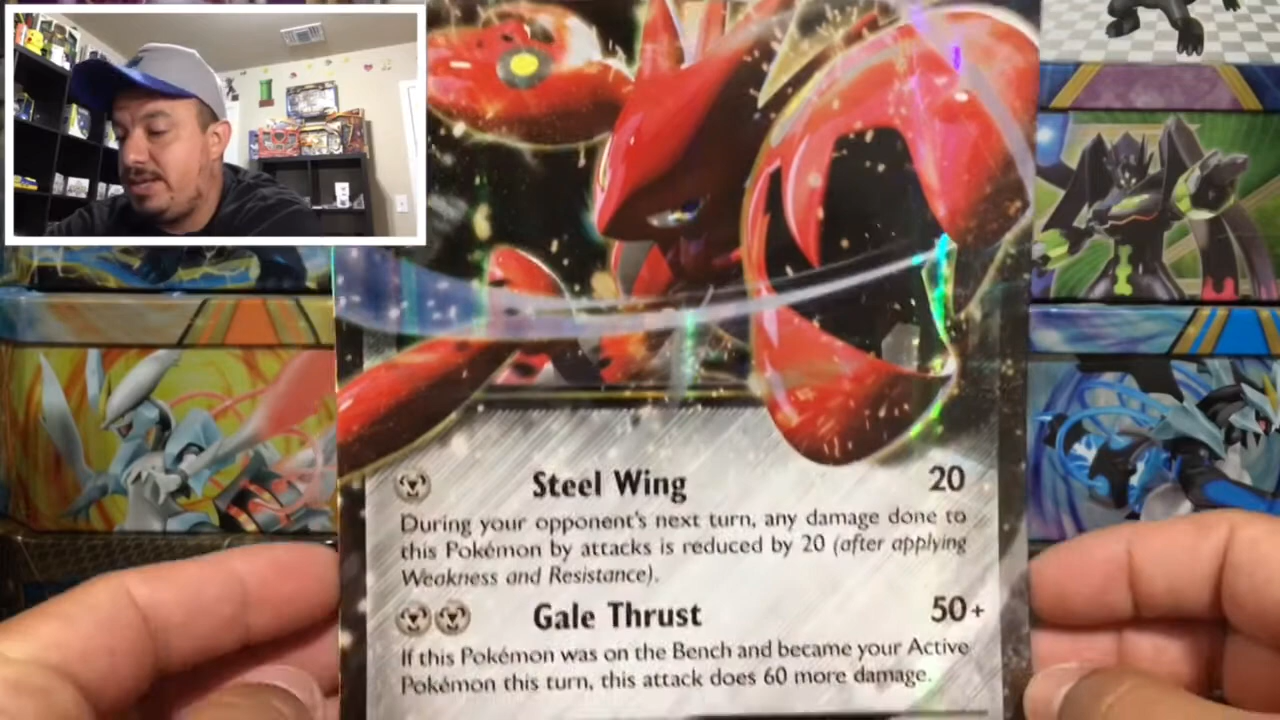 Steel Wing 20
During your opponent's next turn, any damage done to
this Pokémon by attacks is reduced by 20 (after applying
Weakness and Resistance).
Gale Thrust 50+
If this Pokémon was on the Bench and became your Active
Pokémon this turn, this attack does 60 more damage.